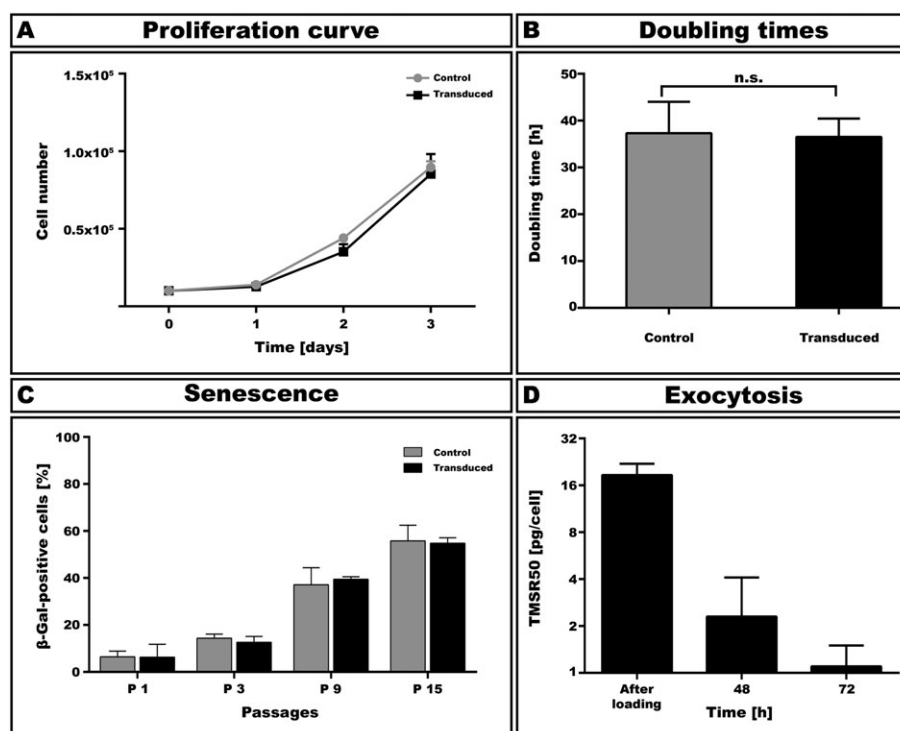 A Proliferation curve
1.5x10⁵
1.0x10⁵
0.5x10⁵
Cell number
Control
Transduced
0 1 2 3
Time [days]
B Doubling times
50
40
30
20
10
0
Doubling time [h]
n.s.
Control Transduced
C Senescence
100
80
60
40
20
0
β-Gal-positive cells [%]
Control
Transduced
P 1 P 3 P 9 P 15
Passages
D Exocytosis
32
16
8
4
2
1
TMSR50 [pg/cell]
After 48 72
loading
Time [h]